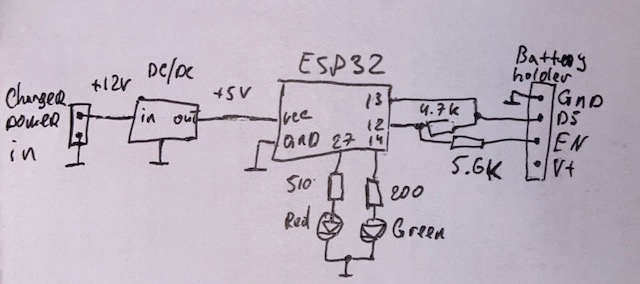 ESP32
Battery
holder
DC/DC
+12V
+5V
Charger
power
in
in out
vcc
GND
13
12
27 14
4.7k
5.6K
GND
DS
EN
V+
510
200
Red
Green